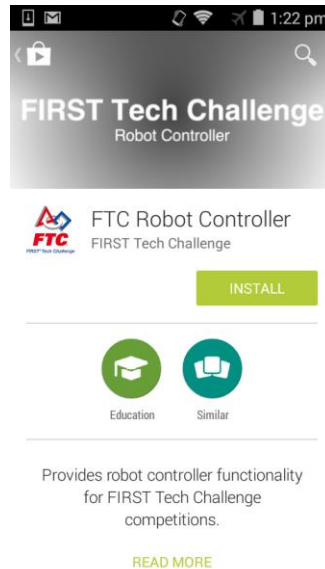 1:22 pm
FIRST Tech Challenge
Robot Controller
FTC
FTC Robot Controller
FIRST Tech Challenge
INSTALL
Education
Similar
Provides robot controller functionality
for FIRST Tech Challenge
competitions.
READ MORE